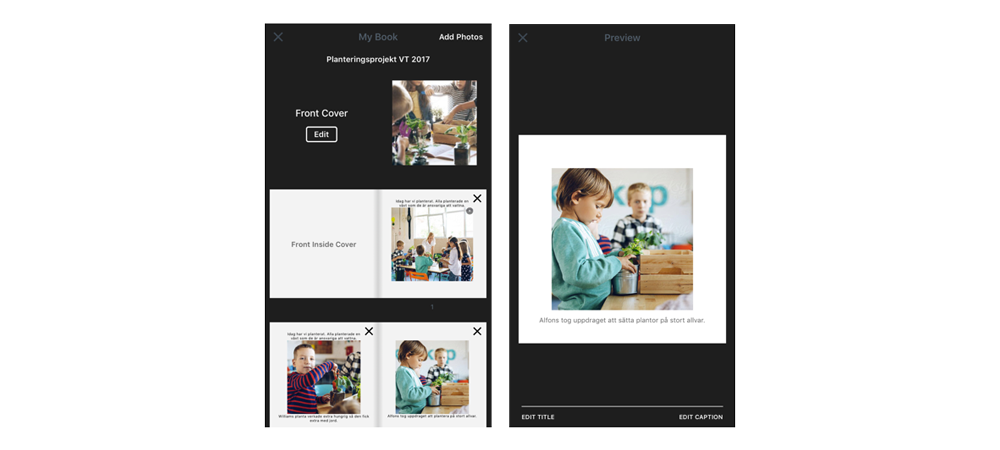 My Book
Add Photos
Planteringsprojekt VT 2017
Front Cover
Edit
Front Inside Cover
Idag har vi planterat. Alla planterade en
växt som de är ansvariga att vattna.
1
Idag har vi planterat. Alla planterade en
växt som de är ansvariga att vattna.
Williams planta verkade extra hungrig så den fick
extra med jord.
Alfons tog uppdraget att plantera på stort allvar
Preview
Alfons tog uppdraget att sätta plantor på stort allvar.
EDIT TITLE
EDIT CAPTION